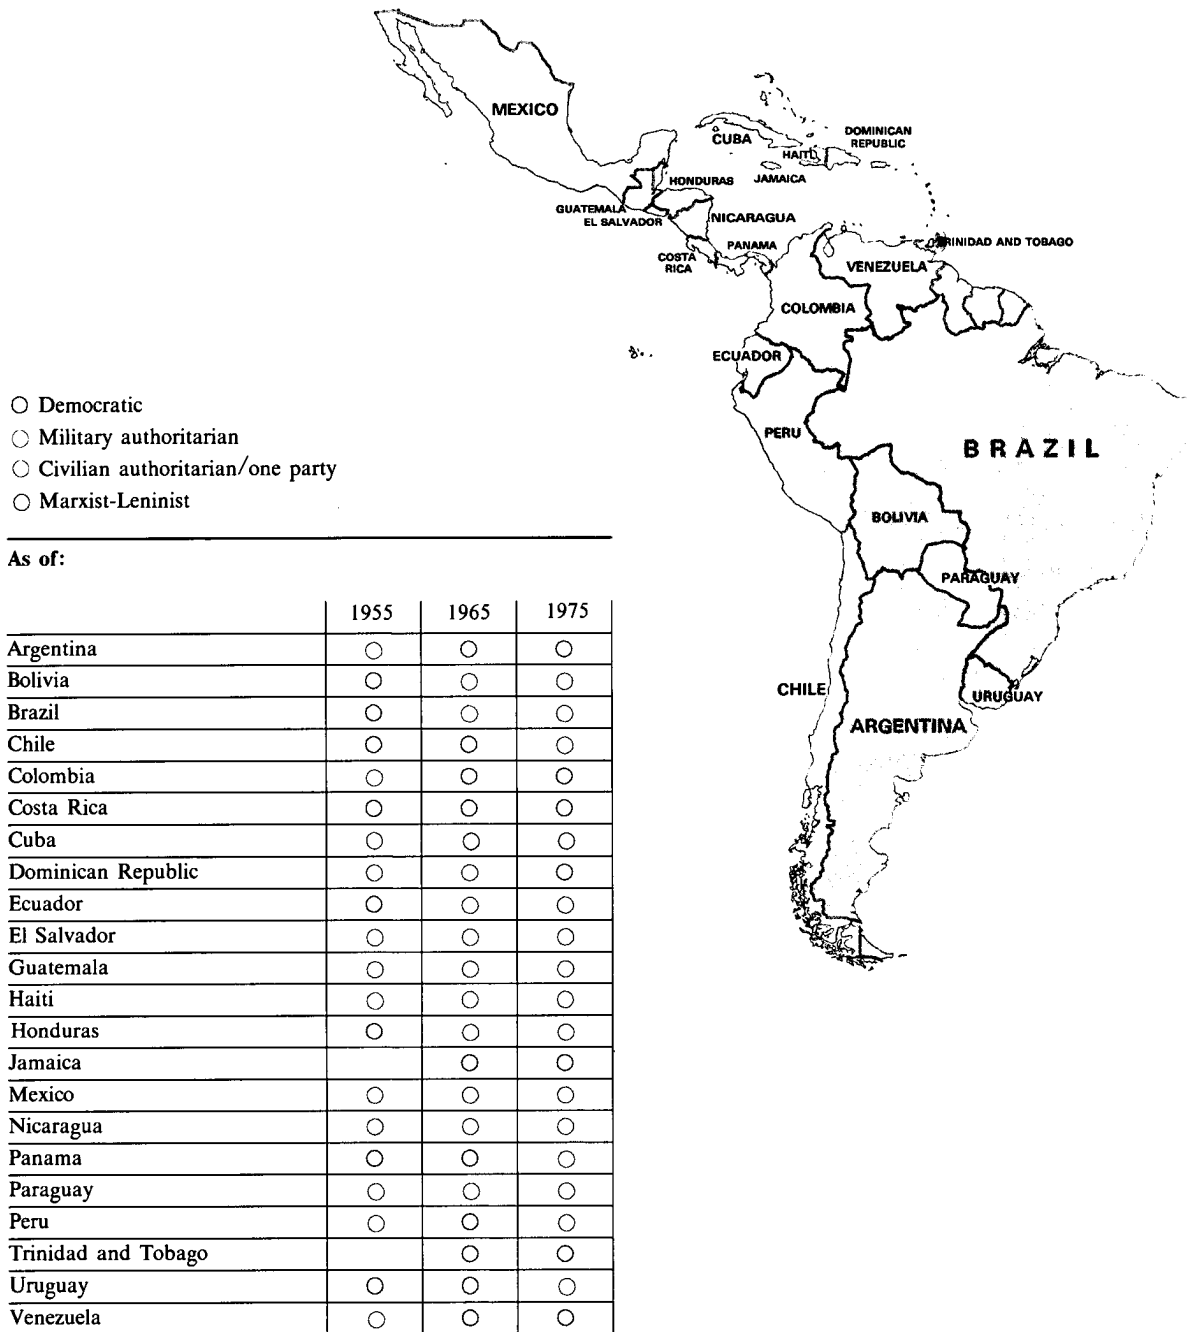 MEXICO
CUBA
DOMINICAN
REPUBLIC
HAITI
JAMAICA
HONDURAS
GUATEMALA
EL SALVADOR
NICARAGUA
PANAMA
COSTA
RICA
TRINIDAD AND TOBAGO
VENEZUELA
COLOMBIA
ECUADOR
PERU
BRAZIL
BOLIVIA
PARAGUAY
CHILE
URUGUAY
ARGENTINA
Democratic
Military authoritarian
Civilian authoritarian/one party
Marxist-Leninist
As of:
1955 1965 1975
Argentina
Bolivia
Brazil
Chile
Colombia
Costa Rica
Cuba
Dominican Republic
Ecuador
El Salvador
Guatemala
Haiti
Honduras
Jamaica
Mexico
Nicaragua
Panama
Paraguay
Peru
Trinidad and Tobago
Uruguay
Venezuela